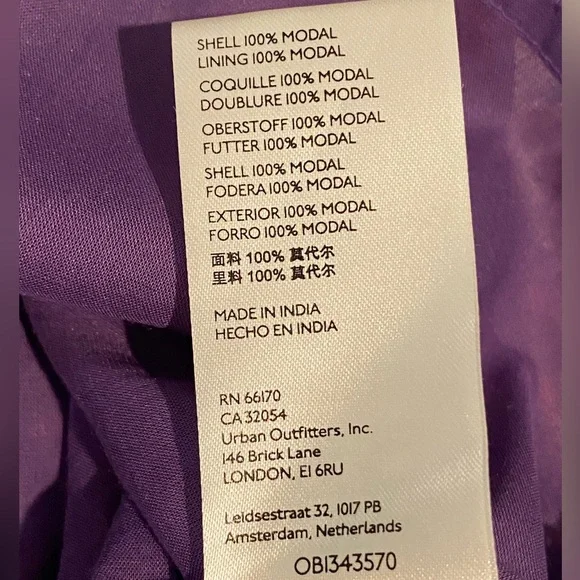 SHELL 100% MODAL
LINING 100% MODAL
COQUILLE 100% MODAL
DOUBLURE 100% MODAL
OBERSTOFF 100% MODAL
FUTTER 100% MODAL
SHELL 100% MODAL
FODERA 100% MODAL
EXTERIOR 100% MODAL
FORRO 100% MODAL
面料 100% 莫代尔
里料 100% 莫代尔
MADE IN INDIA
HECHO EN INDIA
RN 66170
CA 32054
Urban Outfitters, Inc.
146 Brick Lane
LONDON, E1 6RU
Leidsestraat 32, 1017 PB
Amsterdam, Netherlands
OB1343570